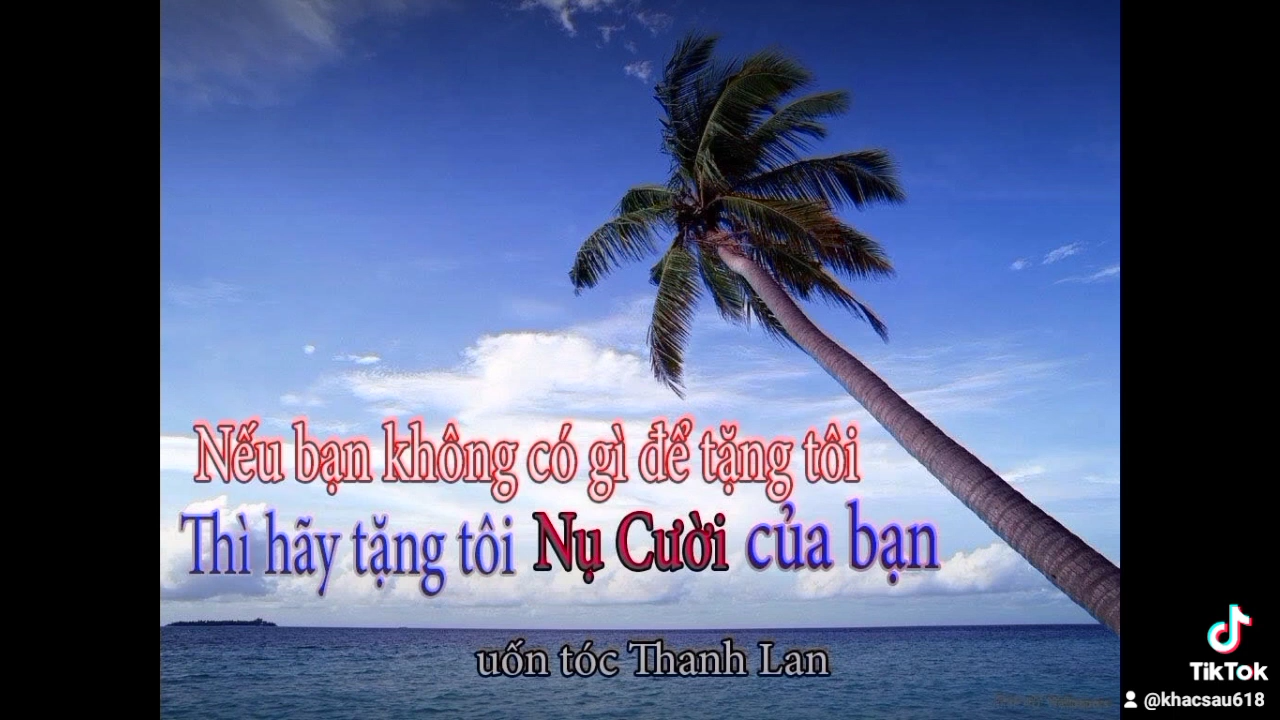 Nếu bạn không có gì để tặng tôi
Thì hãy tặng tôi Nụ Cười của bạn
uốn tóc Thanh Lan
TikTok
@khacsau618